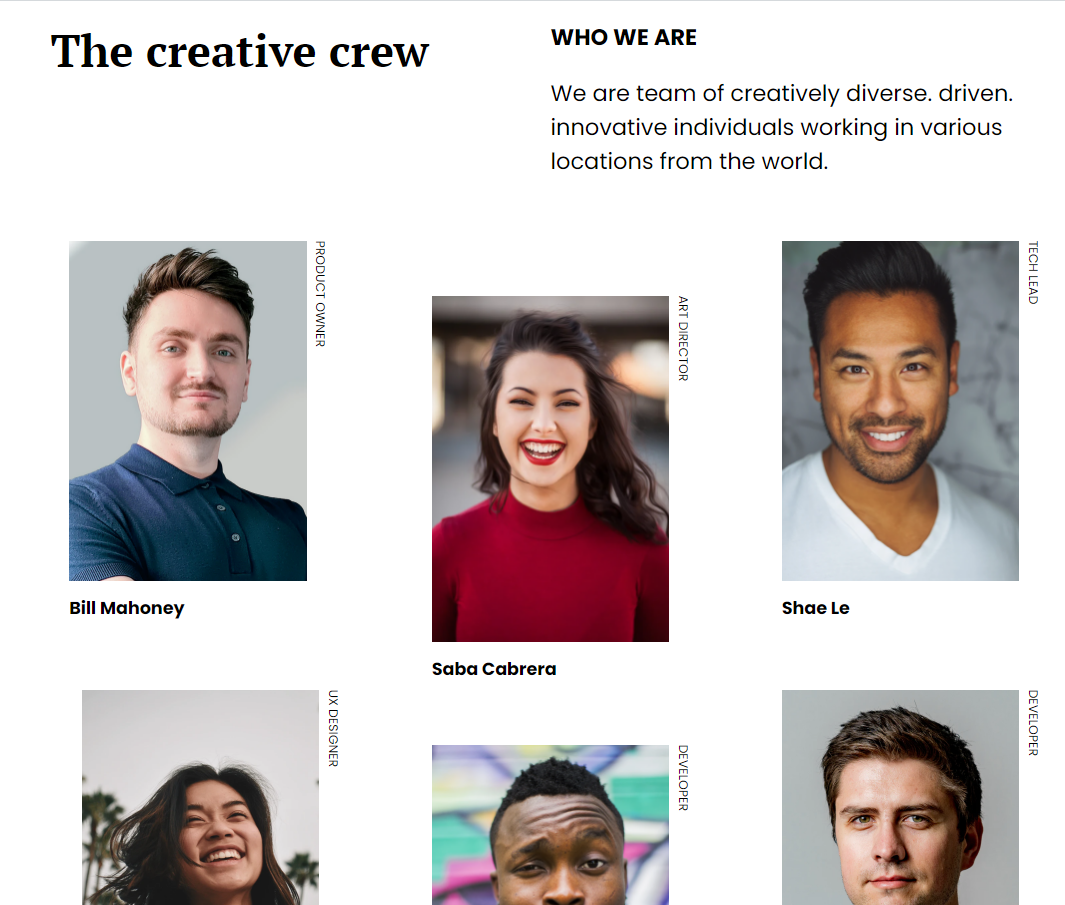 The creative crew
WHO WE ARE
We are team of creatively diverse. driven.
innovative individuals working in various
locations from the world.
PRODUCT OWNER
Bill Mahoney
ART DIRECTOR
Saba Cabrera
TECH LEAD
Shae Le
UX DESIGNER
DEVELOPER
DEVELOPER